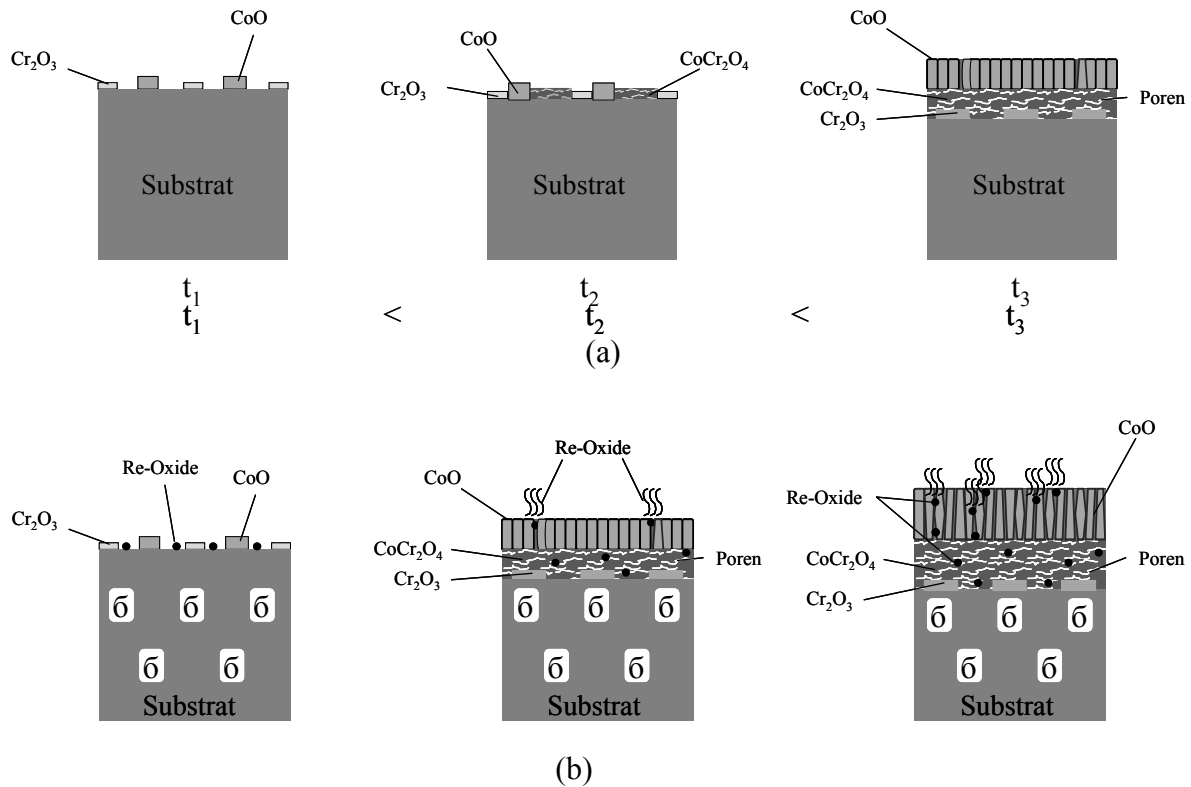 CoO
Cr₂O₃
Substrat
t₁
t₁
CoO
CoCr₂O₄
Cr₂O₃
Substrat
t₂
t₂
CoO
CoCr₂O₄
Poren
Cr₂O₃
Substrat
t₃
t₃
<
<
(a)
Re-Oxide
CoO
Cr₂O₃
б б б
б б
Substrat
Re-Oxide
CoO
CoCr₂O₄
Poren
Cr₂O₃
б б б
б б
Substrat
CoO
Re-Oxide
CoCr₂O₄
Poren
Cr₂O₃
б б б
б б
Substrat
(b)